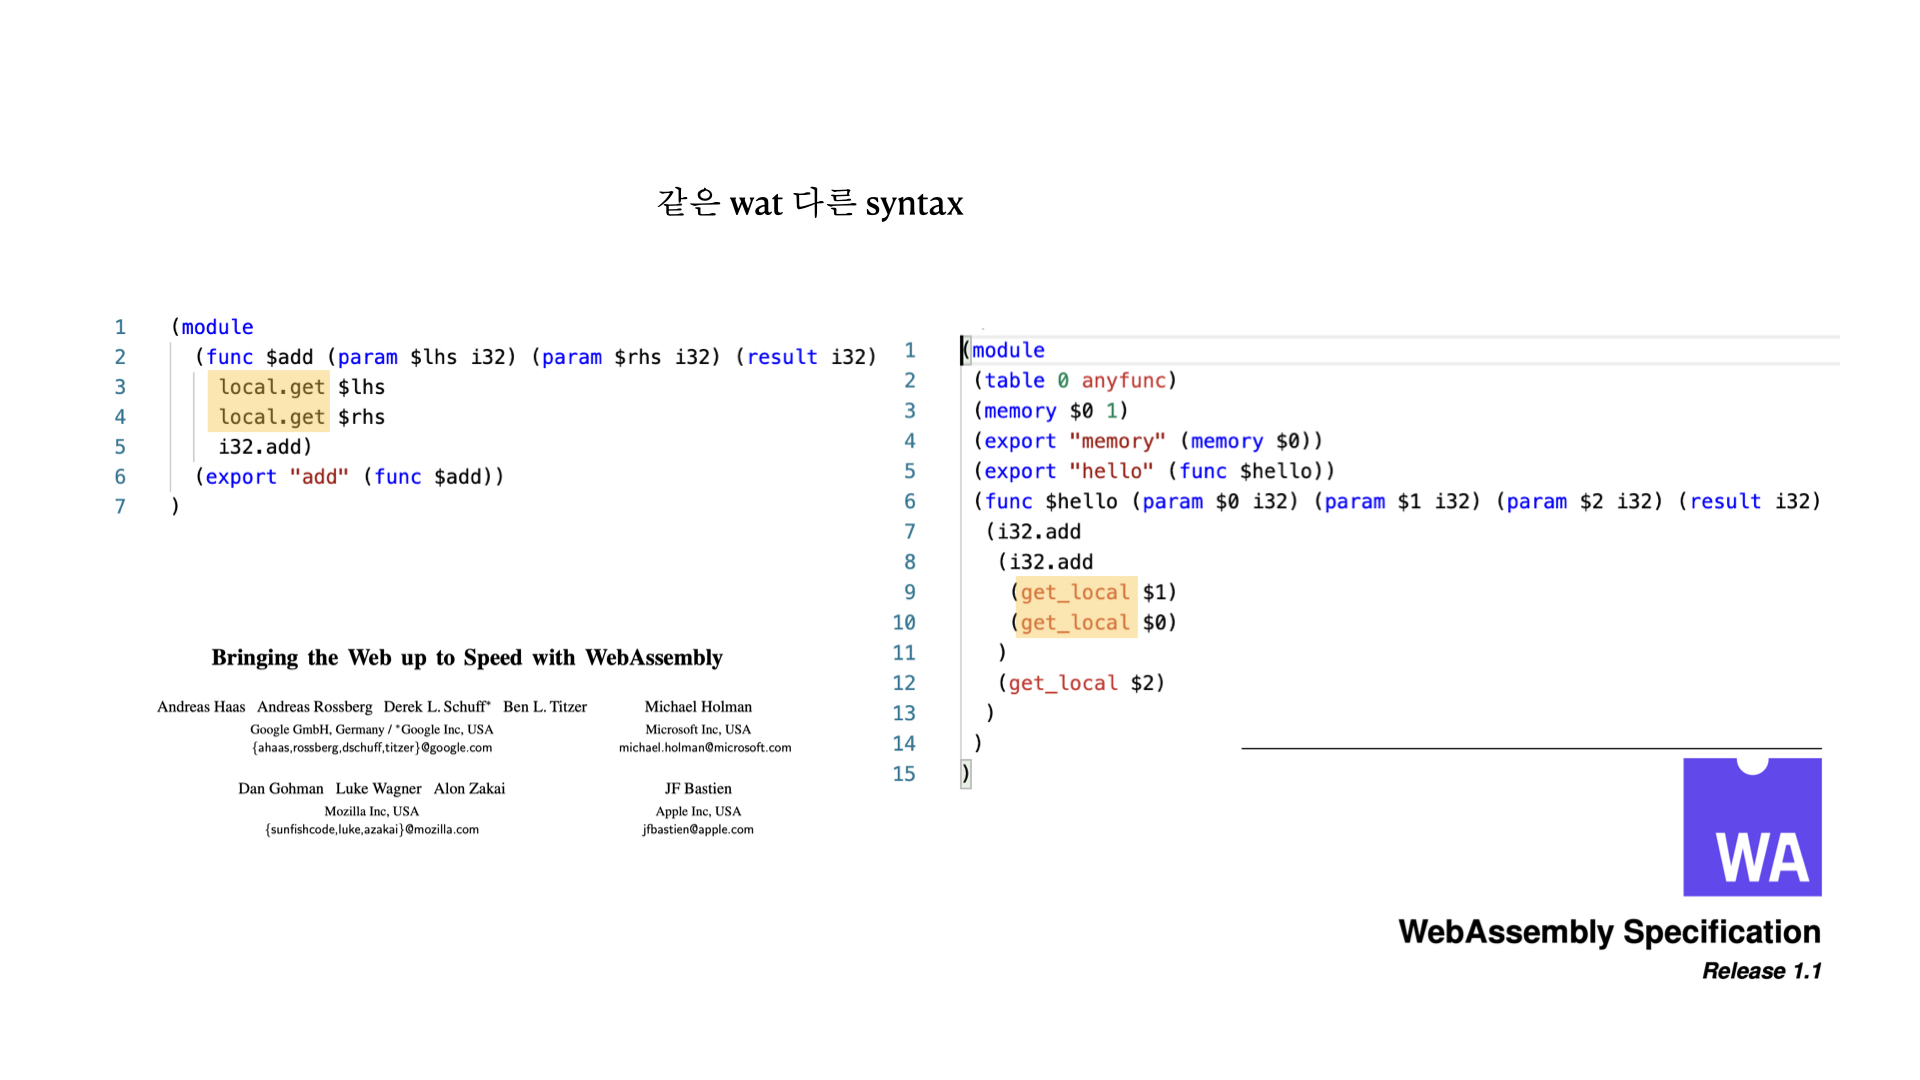 같은 wat 다른 syntax
1 (module
2 (func $add (param $lhs i32) (param $rhs i32) (result i32)
3 local.get $lhs
4 local.get $rhs
5 i32.add)
6 (export "add" (func $add))
7 )
Bringing the Web up to Speed with WebAssembly
Andreas Haas Andreas Rossberg Derek L. Schuff* Ben L. Titzer
Google GmbH, Germany / *Google Inc, USA
{ahaas,rossberg,dschuff,titzer}@google.com
Michael Holman
Microsoft Inc, USA
michael.holman@microsoft.com
Dan Gohman Luke Wagner Alon Zakai
Mozilla Inc, USA
{sunfishcode,luke,azakai}@mozilla.com
JF Bastien
Apple Inc, USA
jfbastien@apple.com
1 (module
2 (table 0 anyfunc)
3 (memory $0 1)
4 (export "memory" (memory $0))
5 (export "hello" (func $hello))
6 (func $hello (param $0 i32) (param $1 i32) (param $2 i32) (result i32)
7 (i32.add
8 (i32.add
9 (get_local $1)
10 (get_local $0)
11 )
12 (get_local $2)
13 )
14 )
15 )
WA
WebAssembly Specification
Release 1.1